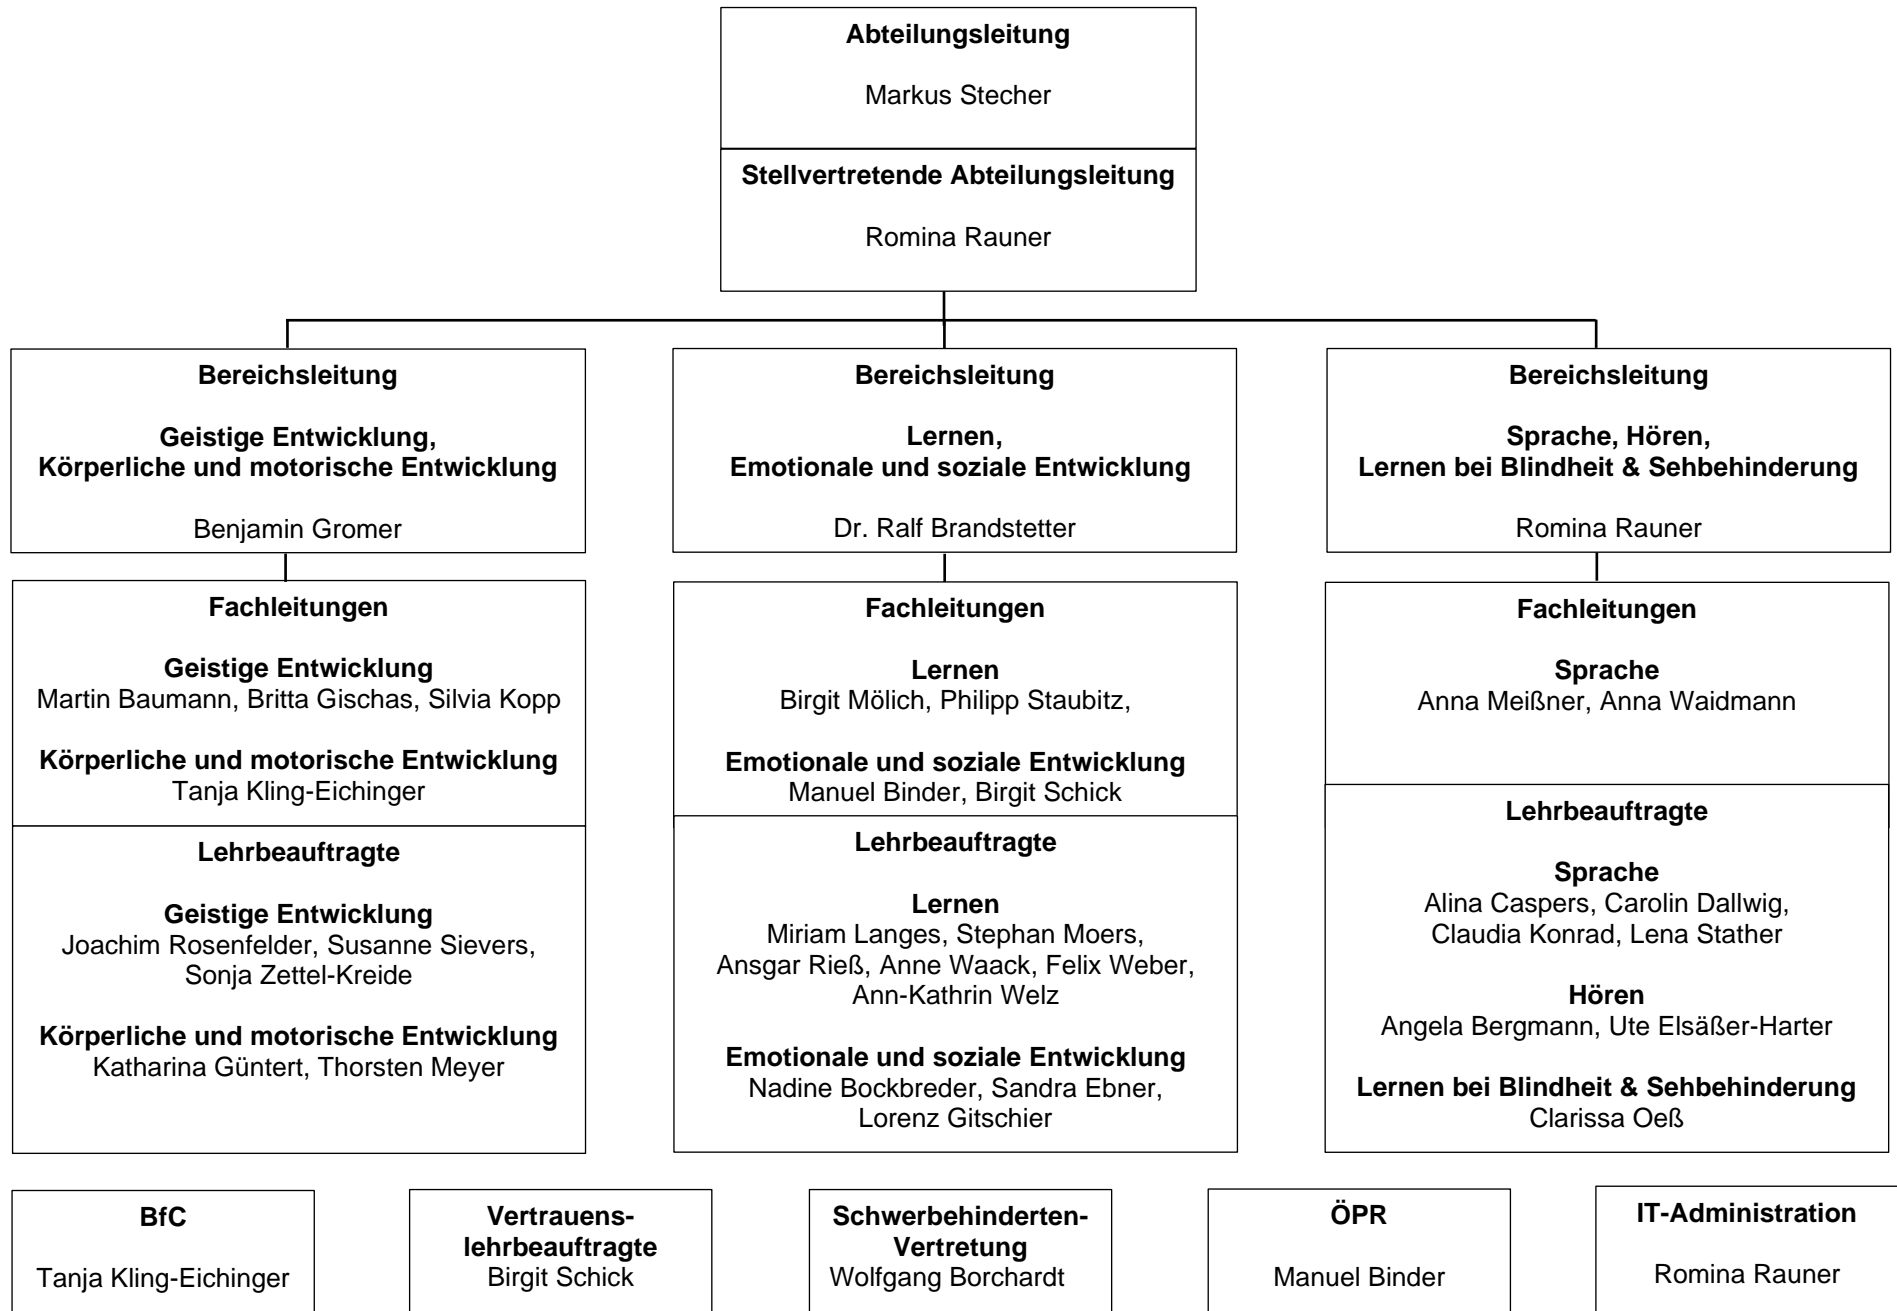 Abteilungsleitung
Markus Stecher
Stellvertretende Abteilungsleitung
Romina Rauner
Bereichsleitung
Geistige Entwicklung,
Körperliche und motorische Entwicklung
Benjamin Gromer
Bereichsleitung
Lernen,
Emotionale und soziale Entwicklung
Dr. Ralf Brandstetter
Bereichsleitung
Sprache, Hören,
Lernen bei Blindheit & Sehbehinderung
Romina Rauner
Fachleitungen
Geistige Entwicklung
Martin Baumann, Britta Gischas, Silvia Kopp
Körperliche und motorische Entwicklung
Tanja Kling-Eichinger
Lehrbeauftragte
Geistige Entwicklung
Joachim Rosenfelder, Susanne Sievers,
Sonja Zettel-Kreide
Körperliche und motorische Entwicklung
Katharina Güntert, Thorsten Meyer
Fachleitungen
Lernen
Birgit Mölich, Philipp Staubitz,
Emotionale und soziale Entwicklung
Manuel Binder, Birgit Schick
Lehrbeauftragte
Lernen
Miriam Langes, Stephan Moers,
Ansgar Rieß, Anne Waack, Felix Weber,
Ann-Kathrin Welz
Emotionale und soziale Entwicklung
Nadine Bockbreder, Sandra Ebner,
Lorenz Gitschier
Fachleitungen
Sprache
Anna Meißner, Anna Waidmann
Lehrbeauftragte
Sprache
Alina Caspers, Carolin Dallwig,
Claudia Konrad, Lena Stather
Hören
Angela Bergmann, Ute Elsäßer-Harter
Lernen bei Blindheit & Sehbehinderung
Clarissa Oeß
BfC
Tanja Kling-Eichinger
Vertrauens-
lehrbeauftragte
Birgit Schick
Schwerbehinderten-
Vertretung
Wolfgang Borchardt
ÖPR
Manuel Binder
IT-Administration
Romina Rauner